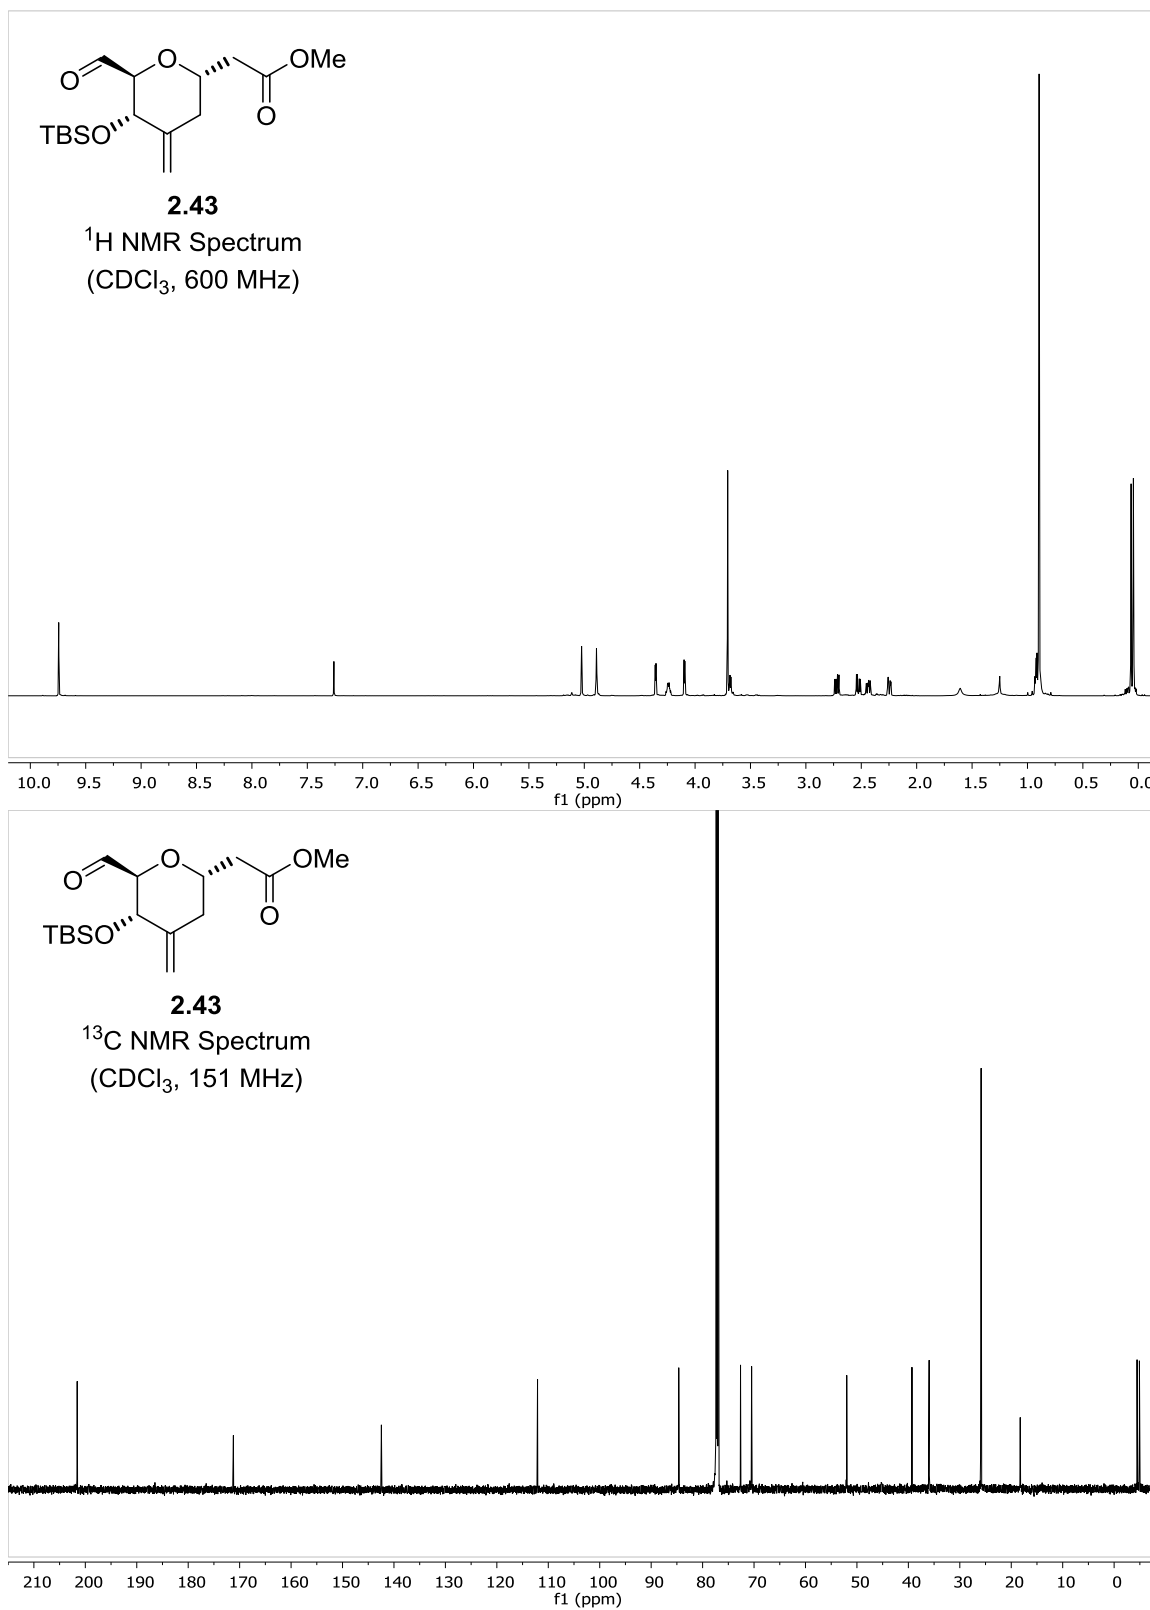 O
O
OMe
O
TBSO
2.43
1H NMR Spectrum
(CDCl3, 600 MHz)
10.0 9.5 9.0 8.5 8.0 7.5 7.0 6.5 6.0 5.5 5.0 4.5 4.0 3.5 3.0 2.5 2.0 1.5 1.0 0.5 0.0
f1 (ppm)
O
O
OMe
O
TBSO
2.43
13C NMR Spectrum
(CDCl3, 151 MHz)
210 200 190 180 170 160 150 140 130 120 110 100 90 80 70 60 50 40 30 20 10 0
f1 (ppm)